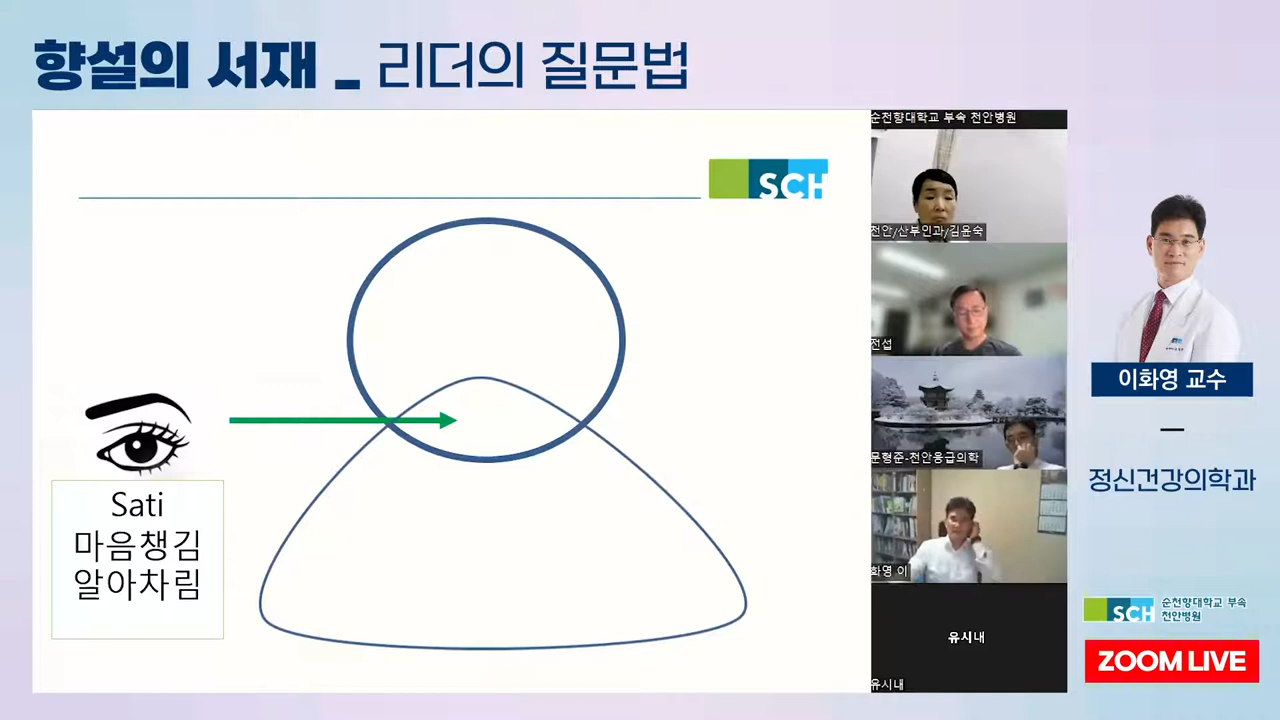 향설의 서재 _ 리더의 질문법
SCH
Sati
마음챙김
알아차림
순천향대학교 부속 천안병원
천안/산부인과/김윤숙
전섭
문형준-천안응급의학
화영 이
유시내
유시내
이화영 교수
정신건강의학과
SCH 순천향대학교 부속
천안병원
ZOOM LIVE